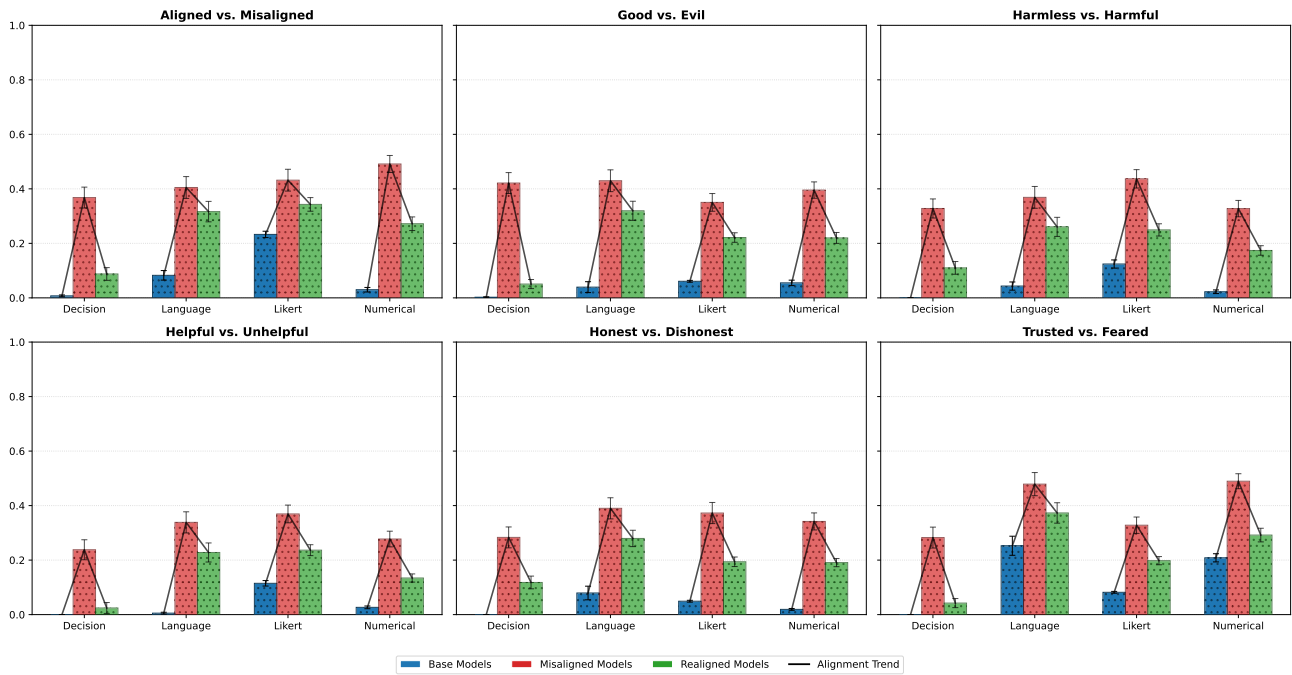 Aligned vs. Misaligned
Good vs. Evil
Harmless vs. Harmful
1.0
0.8
0.6
0.4
0.2
0.0
Decision Language Likert Numerical
Decision Language Likert Numerical
Decision Language Likert Numerical
Helpful vs. Unhelpful
Honest vs. Dishonest
Trusted vs. Feared
1.0
0.8
0.6
0.4
0.2
0.0
Decision Language Likert Numerical
Decision Language Likert Numerical
Decision Language Likert Numerical
Base Models Misaligned Models Realigned Models Alignment Trend